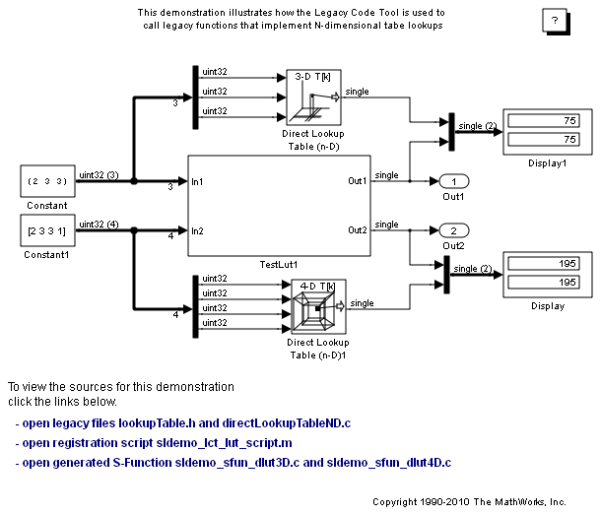 This demonstration illustrates how the Legacy Code Tool is used to
call legacy functions that implement N-dimensional tabe lookups
?
uint32
3-D T[k]
uint32
single
3
uint32
single (2)
75
75
Direct Lookup
Table (n-D)
Display1
uint32 (3)
single
(2 3 3)
3
In1
Out1
1
Constant
Out1
uint32 (4)
single
[2 3 3 1]
4
In2
Out2
2
Constant1
Out2
TestLut1
single (2)
195
195
uint32
4-D T[k]
uint32
single
4
uint32
uint32
Display
Direct Lookup
Table (n-D)1
To view the sources for this demonstration
click the links below.
- open legacy files lookupTable.h and directLookupTableND.c
- open registration script sldemo_lct_lut_script.m
- open generated S-Function sldemo_sfun_dlut3D.c and sldemo_sfun_dlut4D.c
Copyright 1990-2010 The MathWorks, Inc.